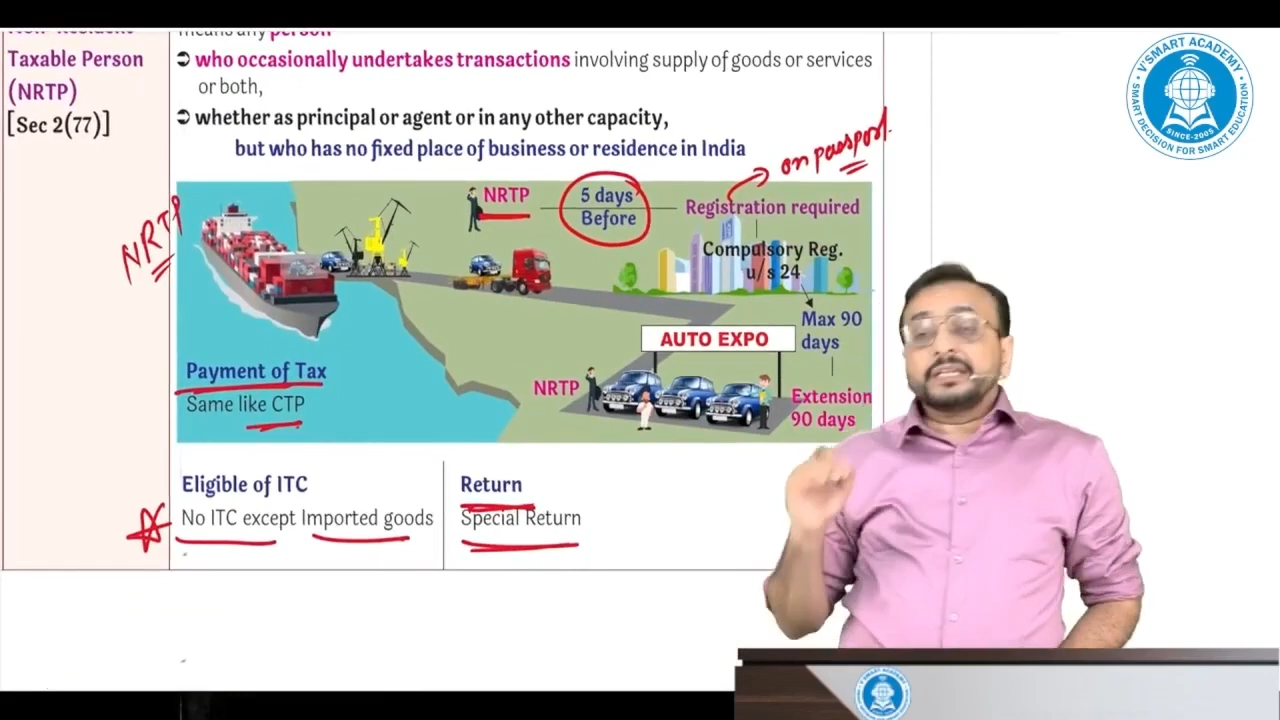 means any person
Taxable Person
(NRTP)
[Sec 2(77)]
who occasionally undertakes transactions involving supply of goods or services
or both,
whether as principal or agent or in any other capacity,
but who has no fixed place of business or residence in India
on passport
NRTP
NRTP
5 days
Before
Registration required
Compulsory Reg.
u/s 24
Max 90
days
Extension
90 days
AUTO EXPO
NRTP
Payment of Tax
Same like CTP
Eligible of ITC
No ITC except Imported goods
Return
Special Return
V'SMART ACADEMY
SMART DECISION FOR SMART EDUCATION
SINCE-2005